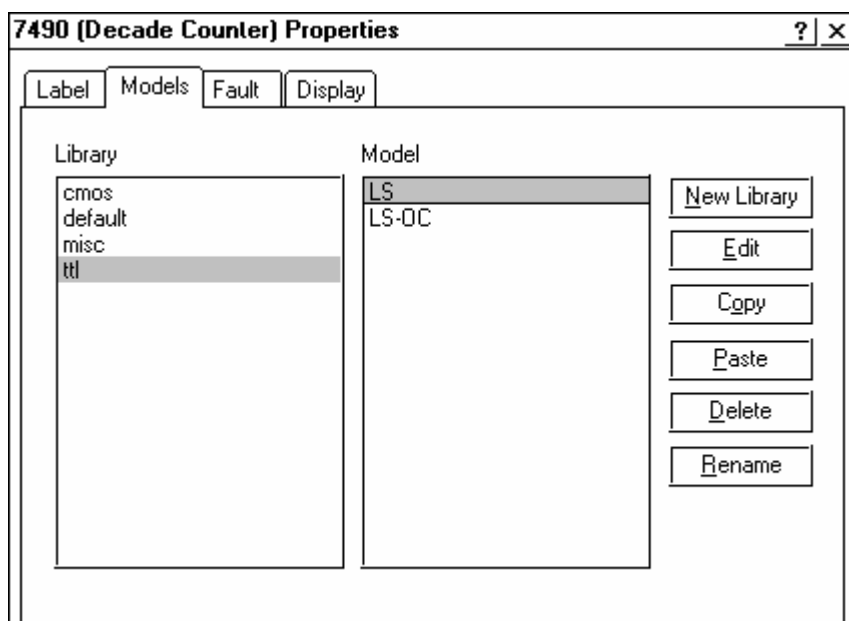 7490 (Decade Counter) Properties ? ×
Label Models Fault Display
Library
cmos
default
misc
ttl
Model
LS
LS-OC
New Library
Edit
Copy
Paste
Delete
Rename